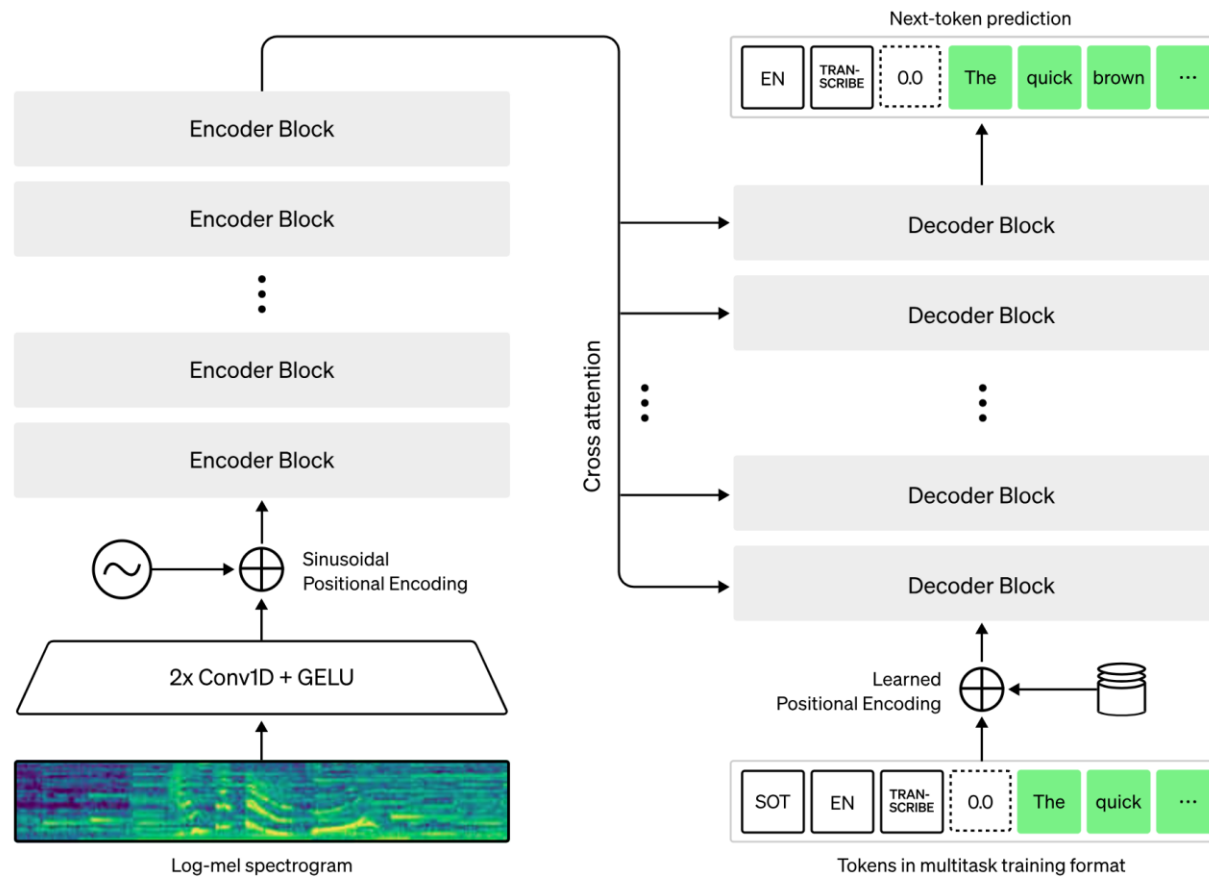 Next-token prediction
EN TRAN-
SCRIBE 0.0 The quick brown ...
Encoder Block
Encoder Block
Encoder Block
Encoder Block
Sinusoidal
Positional Encoding
2x Conv1D + GELU
Log-mel spectrogram
Cross attention
Decoder Block
Decoder Block
Decoder Block
Decoder Block
Learned
Positional Encoding
SOT EN TRAN-
SCRIBE 0.0 The quick ...
Tokens in multitask training format